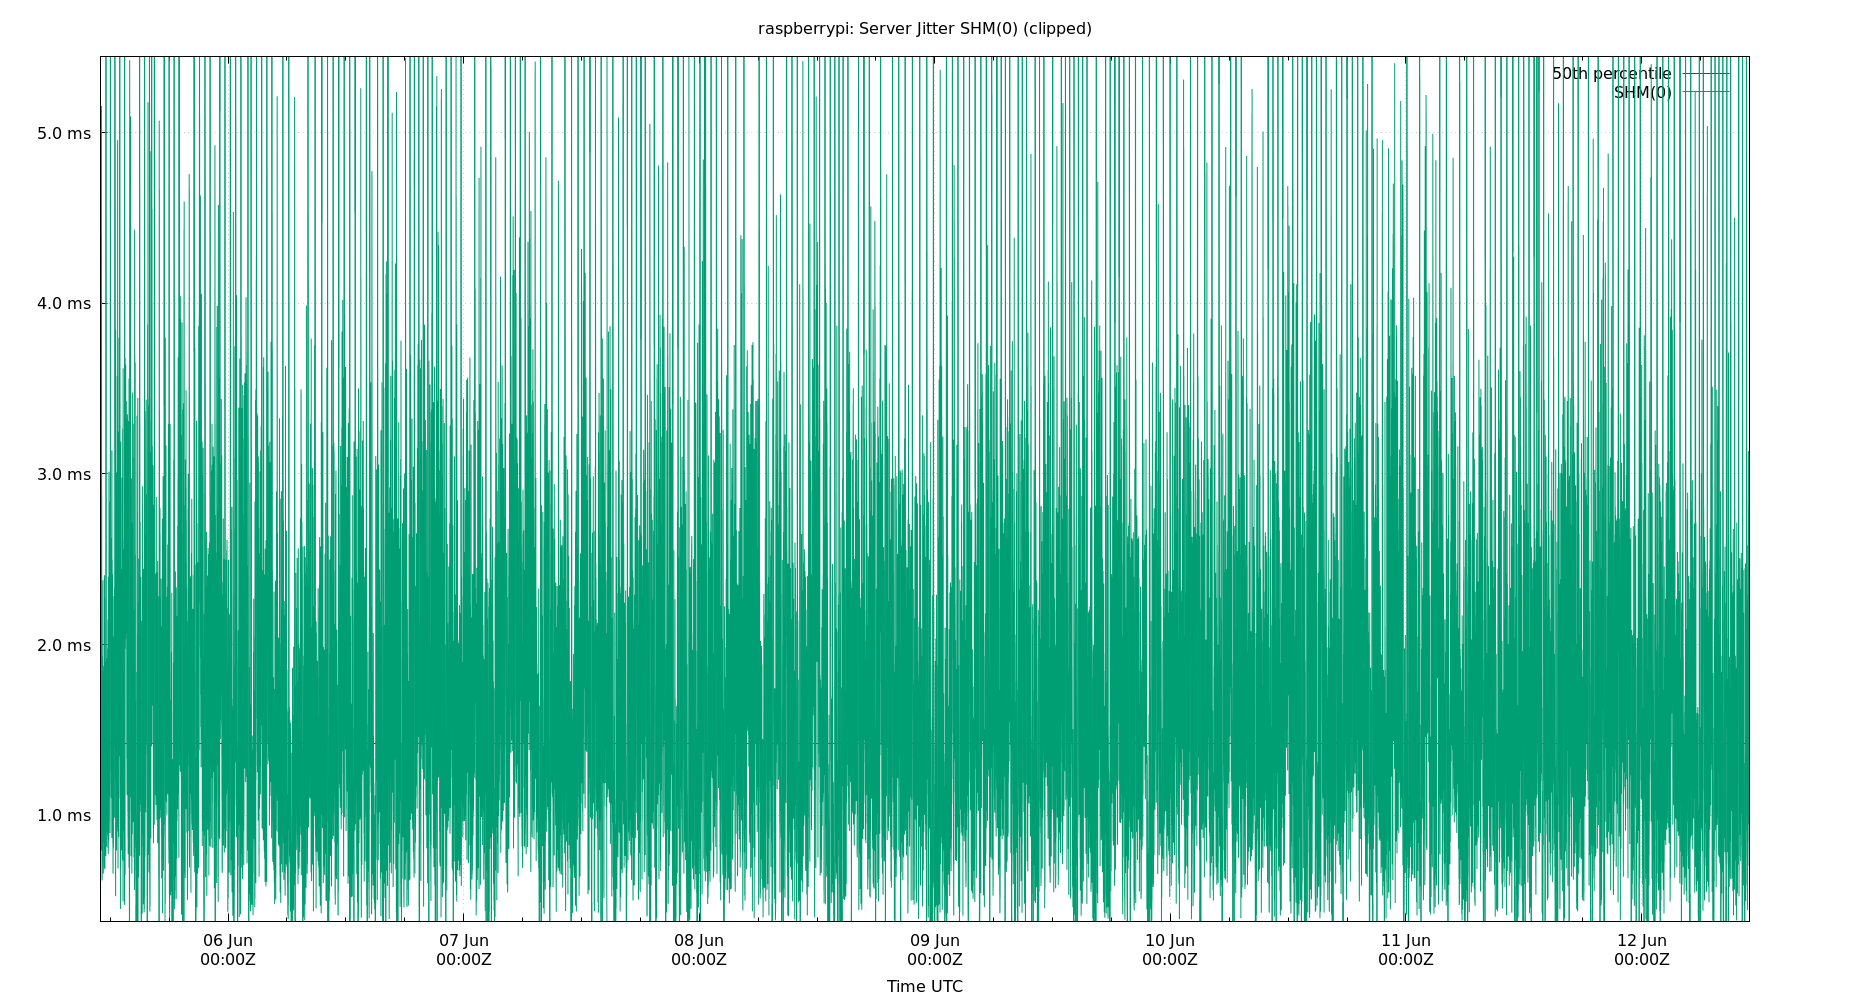 raspberrypi: Server Jitter SHM(0) (clipped)
50th percentile
SHM(0)
5.0 ms
4.0 ms
3.0 ms
2.0 ms
1.0 ms
06 Jun 07 Jun 08 Jun 09 Jun 10 Jun 11 Jun 12 Jun
00:00Z 00:00Z 00:00Z 00:00Z 00:00Z 00:00Z 00:00Z
Time UTC